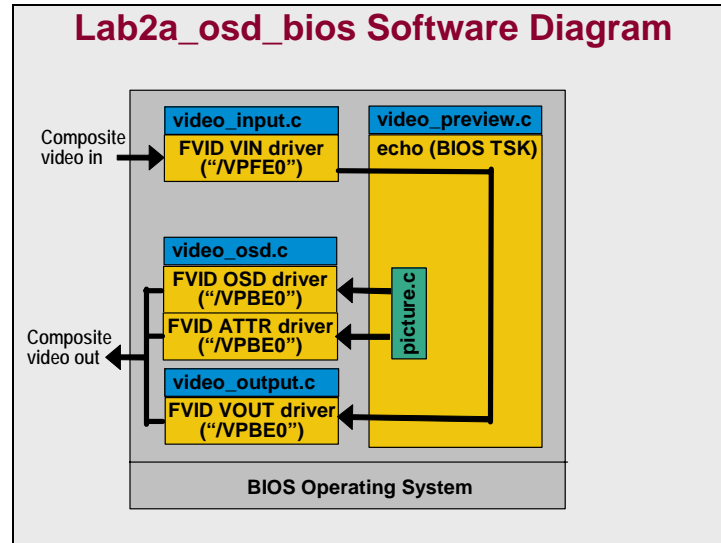 Lab2a_osd_bios Software Diagram
video_input.c
video_preview.c
Composite
video in
FVID VIN driver
(“/VPFE0”)
echo (BIOS TSK)
video_osd.c
FVID OSD driver
(“/VPBE0”)
picture.c
FVID ATTR driver
(“/VPBE0”)
Composite
video out
video_output.c
FVID VOUT driver
(“/VPBE0”)
BIOS Operating System